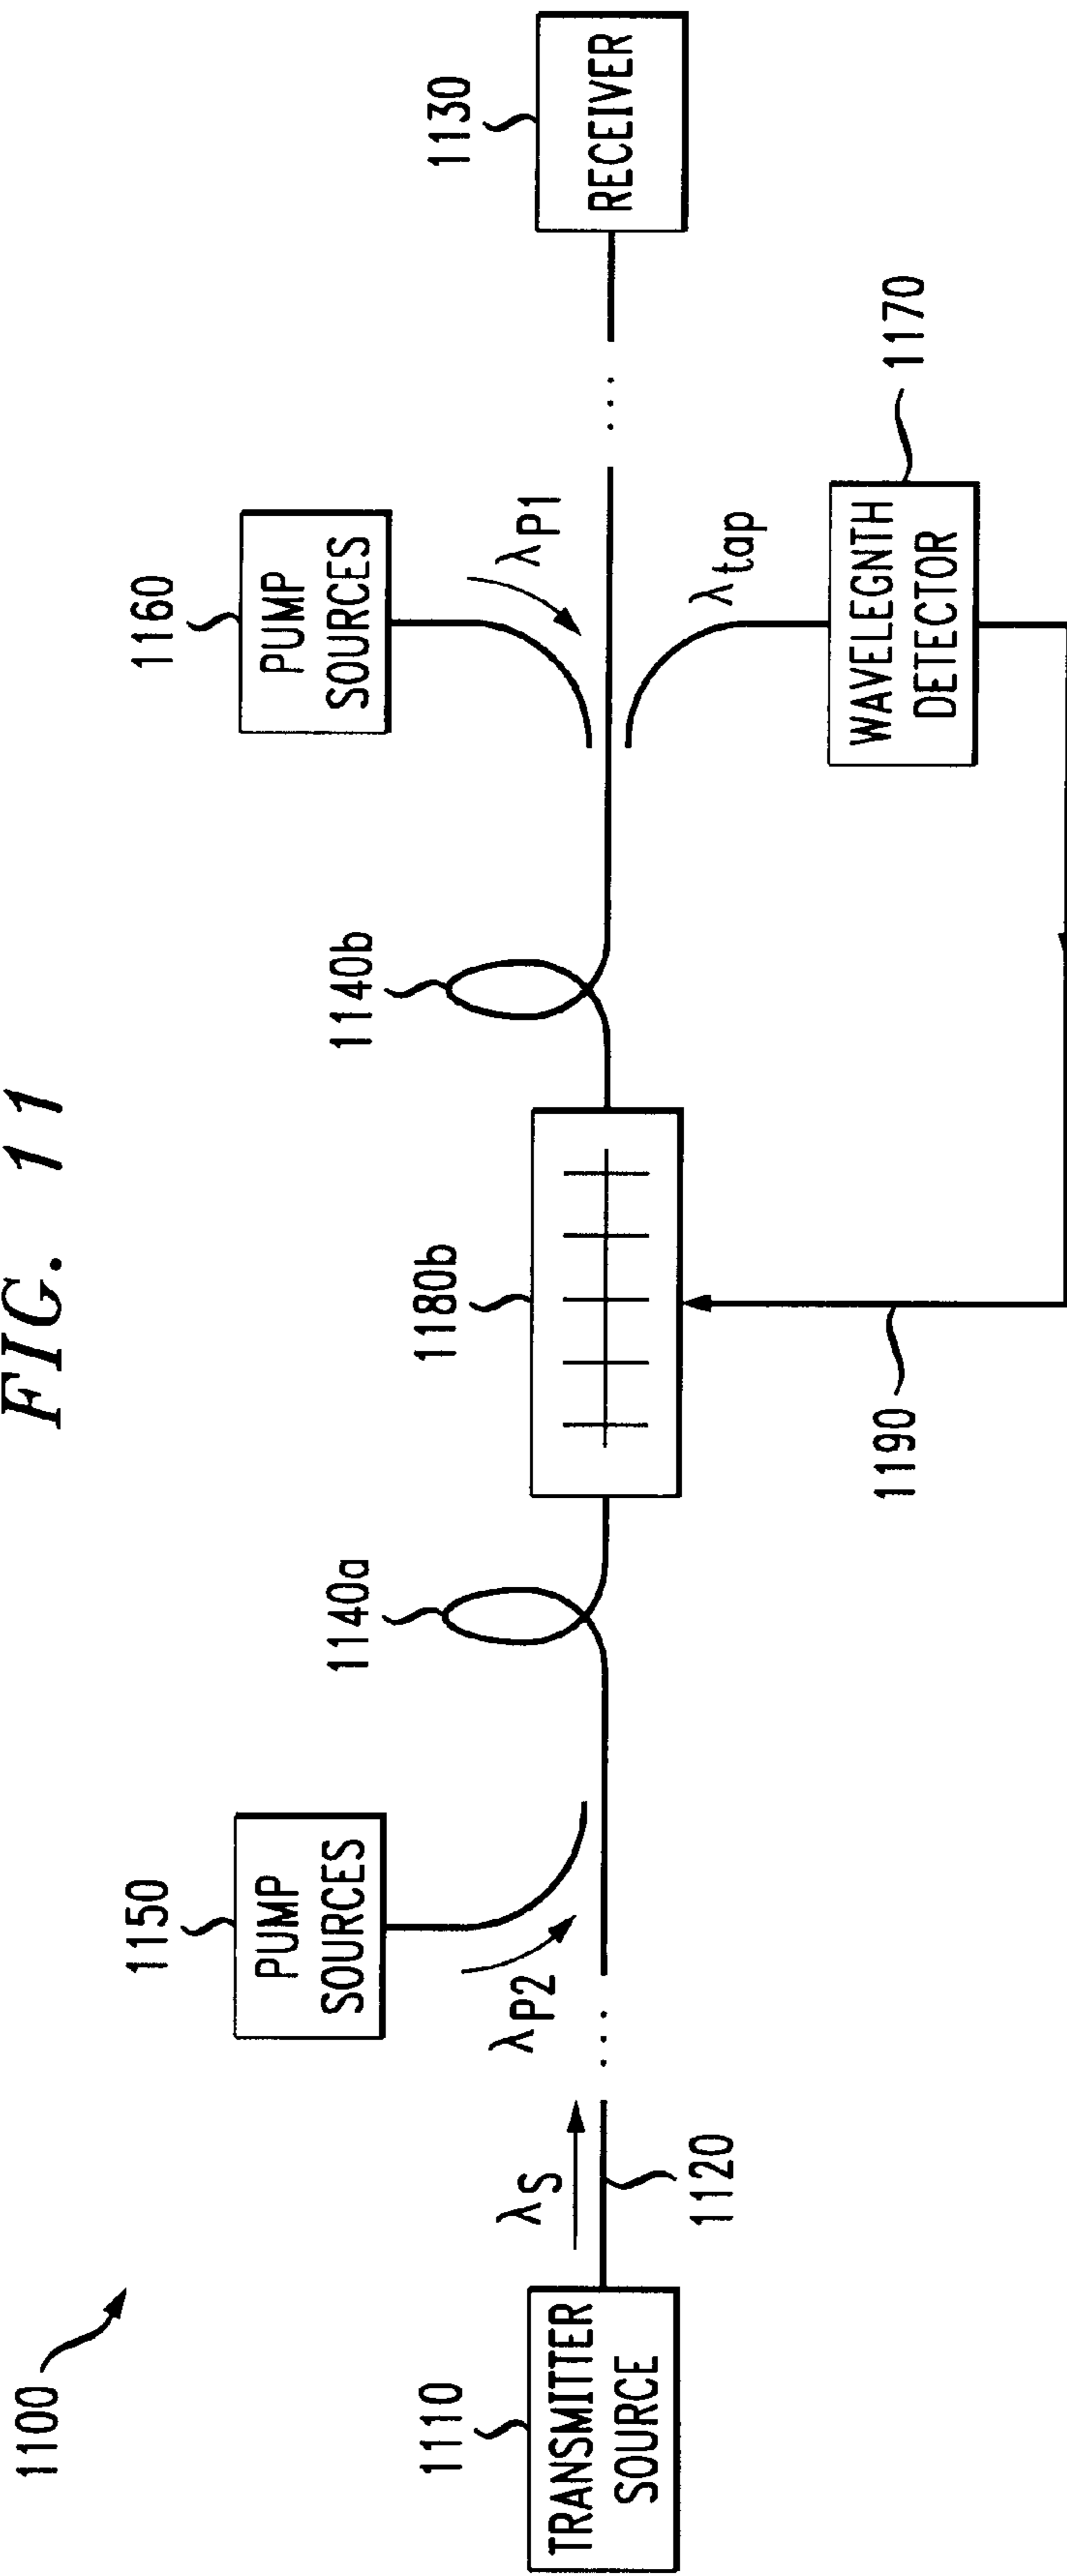 FIG. 11
1100
1110
TRANSMITTER
SOURCE
λS
1120
...
λP2
1150
PUMP
SOURCES
1140a
1180b
1190
1140b
1160
PUMP
SOURCES
λP1
λtap
WAVELEGNTH
DETECTOR
1170
...
1130
RECEIVER